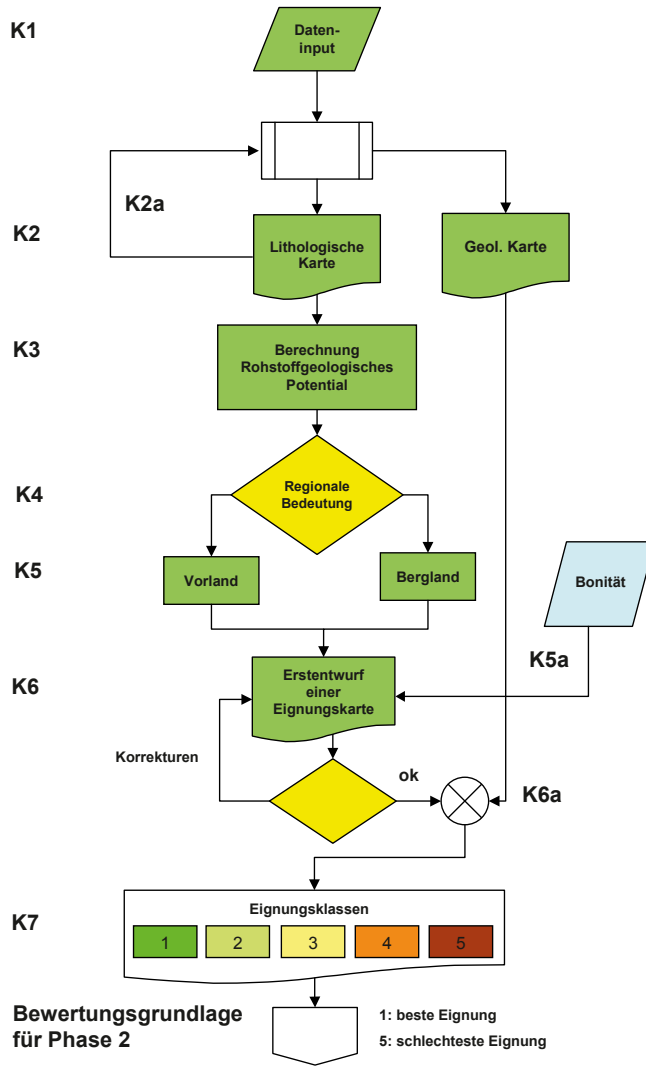 K1
Daten-
input
K2a
K2
Lithologische
Karte
Geol. Karte
K3
Berechnung
Rohstoffgeologisches
Potential
K4
Regionale
Bedeutung
K5
Vorland
Bergland
Bonität
K5a
K6
Erstentwurf
einer
Eignungskarte
Korrekturen
ok
K6a
K7
Eignungsklassen
1
2
3
4
5
Bewertungsgrundlage
für Phase 2
1: beste Eignung
5: schlechteste Eignung